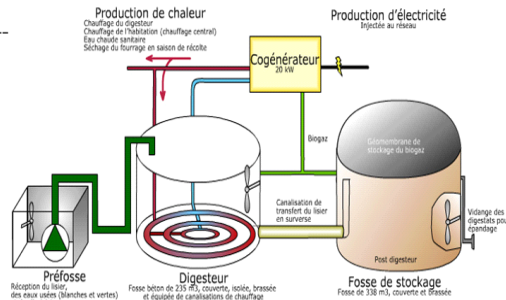 Production de chaleur
Chauffage du digesteur
Chauffage de l'habitation (chauffage central)
Eau chaude sanitaire
Séchage du fourrage en saison de récolte
Production d'électricité
Injectée au réseau
Cogénérateur
20 kW
Biogaz
Géomembrane de
stockage du biogaz
Canalisation de
transfert du lisier
en surverse
Vidange des
digestats pou
épandage
Post digesteur
Préfosse
Réception du lisier,
des eaux usées (blanches et vertes)
Digesteur
Fosse béton de 235 m3, couverte, isolée, brassée
et équipée de canalisations de chauffage
Fosse de stockage
Fosse de 338 m3, couverte et brassée